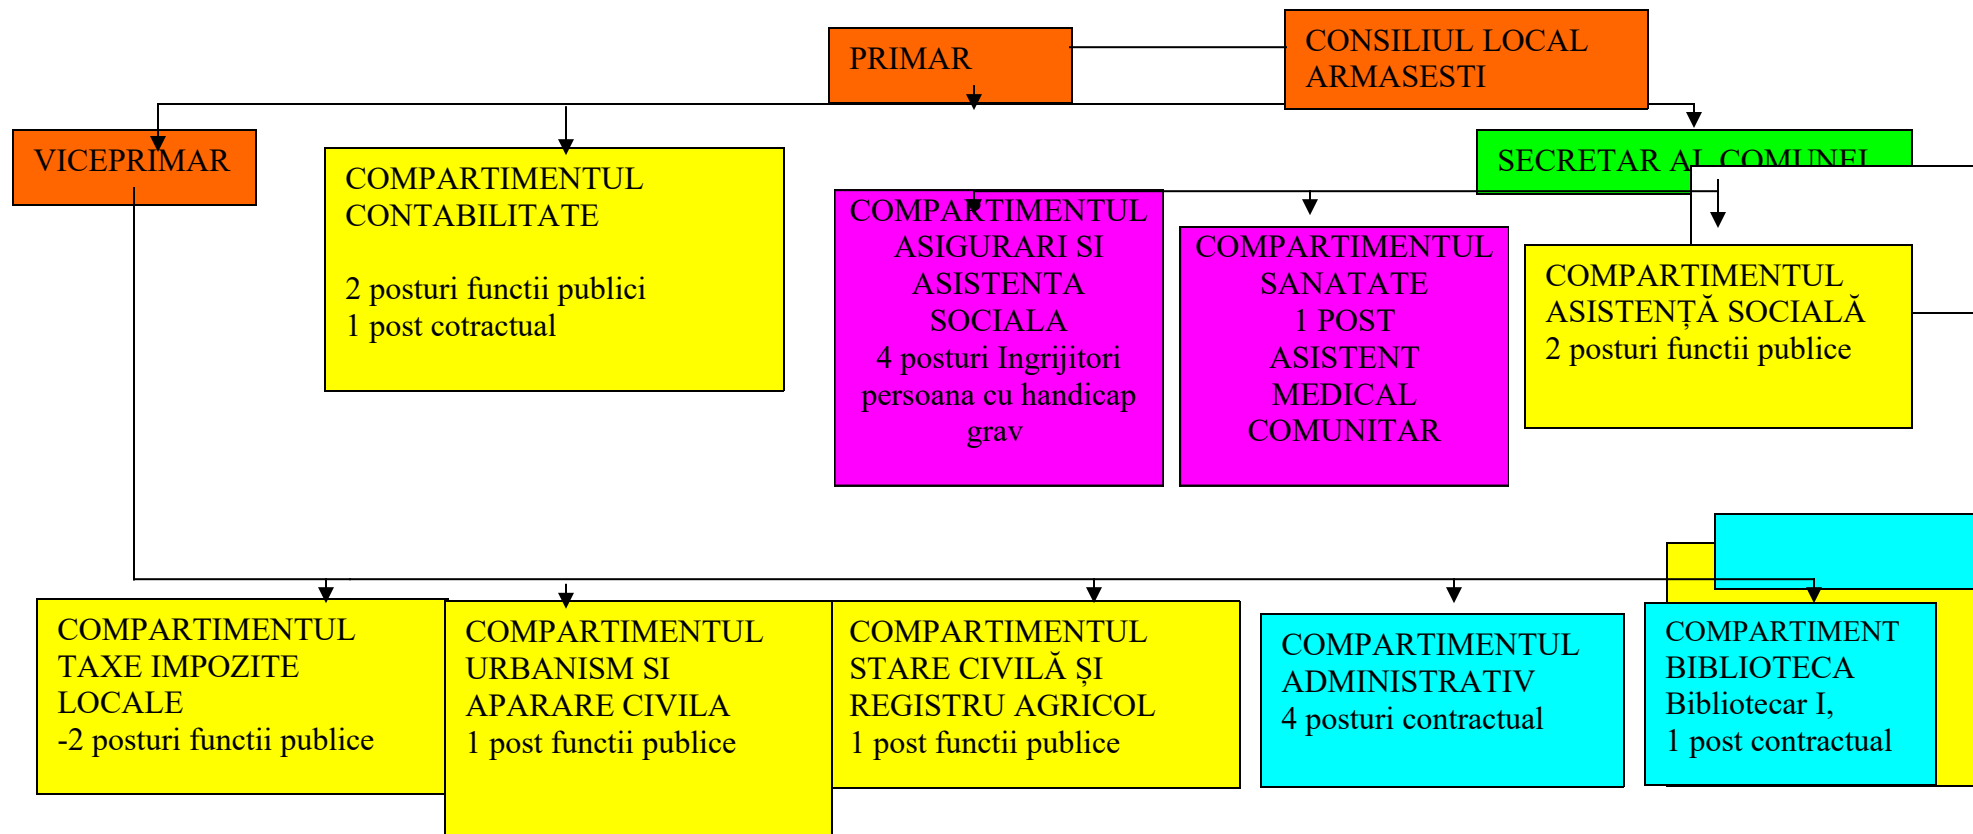 PRIMAR
CONSILIUL LOCAL
ARMASESTI
VICEPRIMAR
COMPARTIMENTUL
CONTABILITATE
2 posturi functii publici
1 post cotractual
SECRETAR AL COMUNEI
COMPARTIMENTUL
ASIGURARI SI
ASISTENTA
SOCIALA
4 posturi Ingrijitori
persoana cu handicap
grav
COMPARTIMENTUL
SANATATE
1 POST
ASISTENT
MEDICAL
COMUNITAR
COMPARTIMENTUL
ASISTENȚĂ SOCIALĂ
2 posturi functii publice
COMPARTIMENTUL
TAXE IMPOZITE
LOCALE
-2 posturi functii publice
COMPARTIMENTUL
URBANISM SI
APARARE CIVILA
1 post functii publice
COMPARTIMENTUL
STARE CIVILĂ ȘI
REGISTRU AGRICOL
1 post functii publice
COMPARTIMENTUL
ADMINISTRATIV
4 posturi contractual
COMPARTIMENT
BIBLIOTECA
Bibliotecar I,
1 post contractual